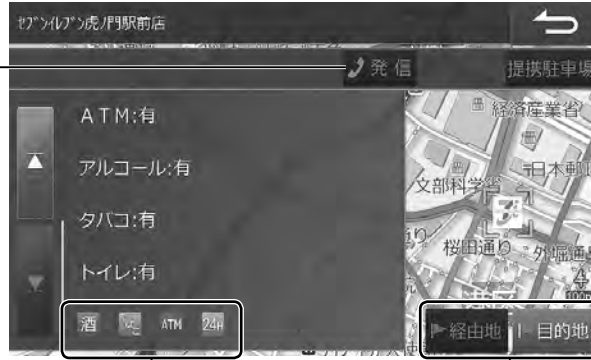 セブンイレブン虎ノ門駅前店
発信
提携駐車場
ATM:有
アルコール:有
タバコ:有
トイレ:有
酒 ATM 24H
経済産業省
日本郵
文部科学省
桜田通り
外堀通
100m
経由地
目的地